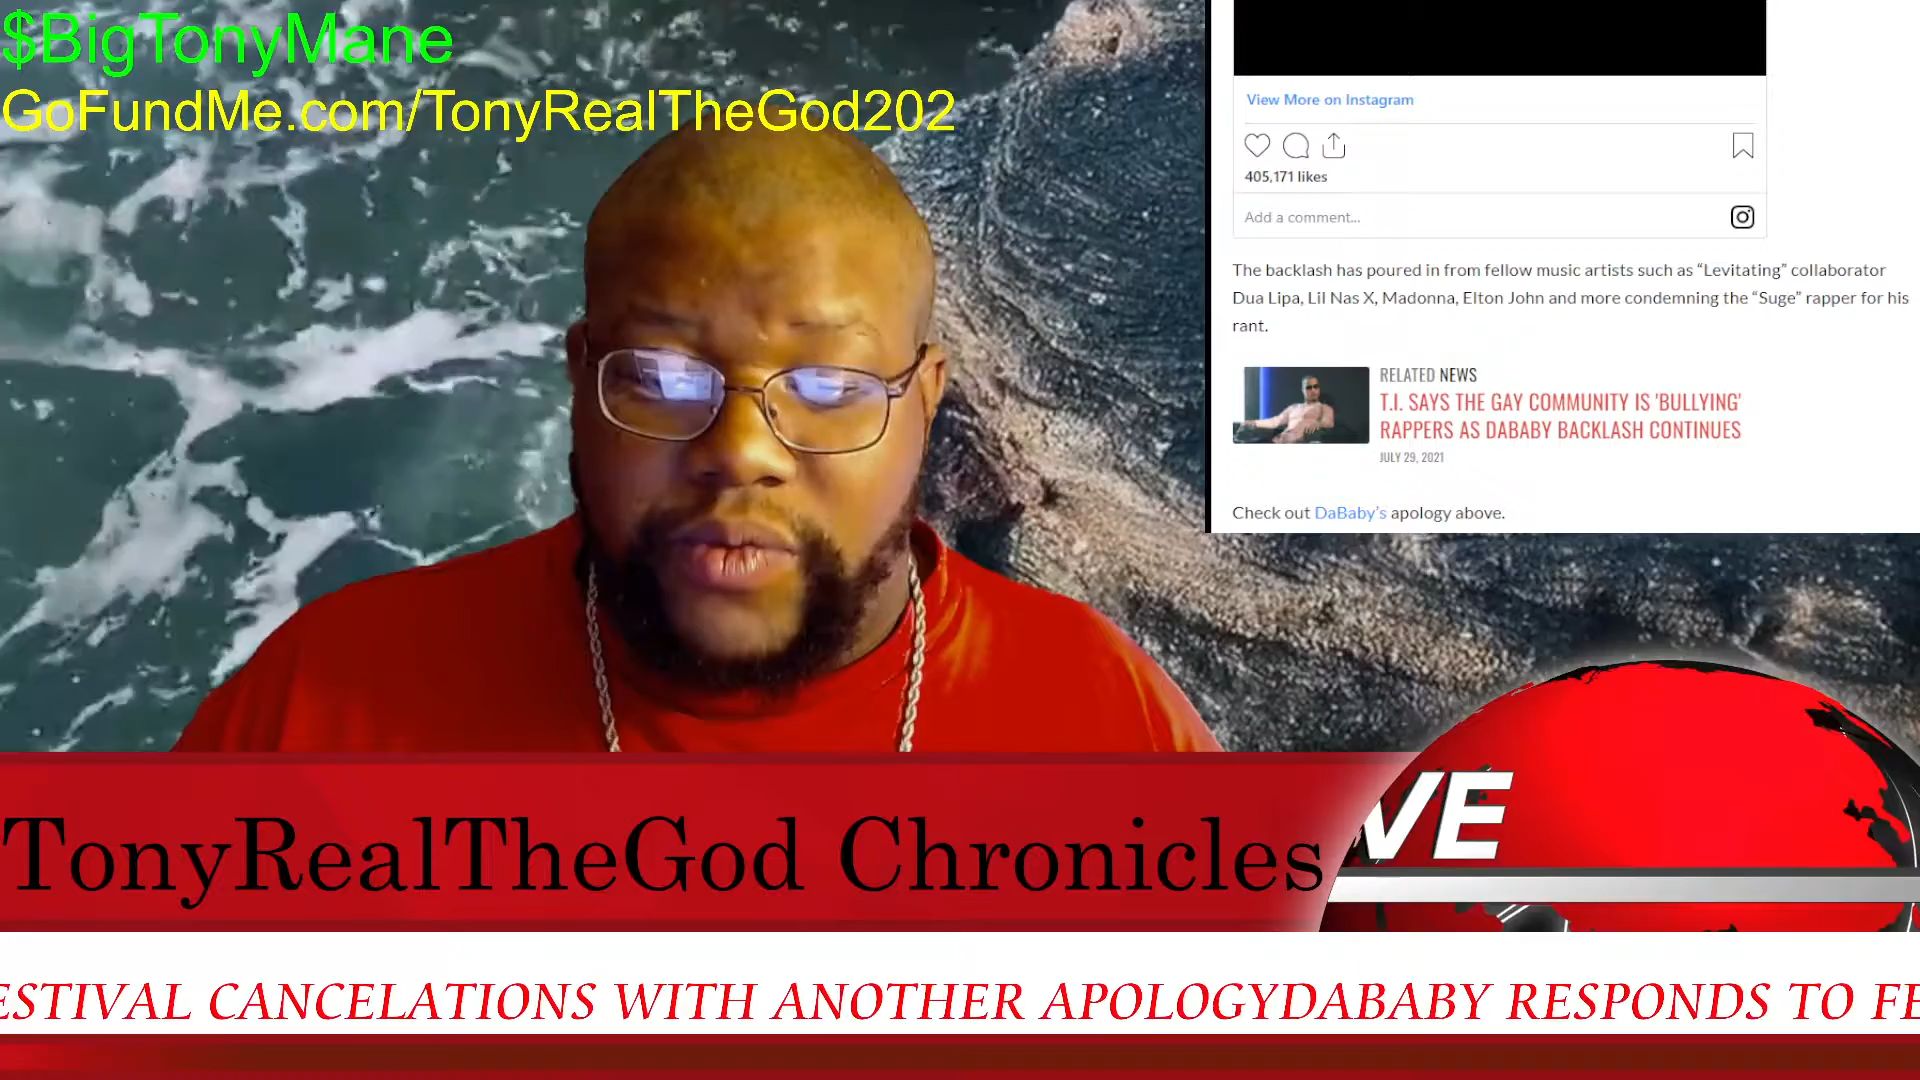 $BigTonyMane
GoFundMe.com/TonyRealTheGod202
View More on Instagram
405,171 likes
Add a comment...
The backlash has poured in from fellow music artists such as “Levitating” collaborator
Dua Lipa, Lil Nas X, Madonna, Elton John and more condemning the “Suge” rapper for his
rant.
RELATED NEWS
T.I. SAYS THE GAY COMMUNITY IS 'BULLYING'
RAPPERS AS DABABY BACKLASH CONTINUES
JULY 29, 2021
Check out DaBaby’s apology above.
VE
TonyRealTheGod Chronicles
ESTIVAL CANCELATIONS WITH ANOTHER APOLOGYDABABY RESPONDS TO FE